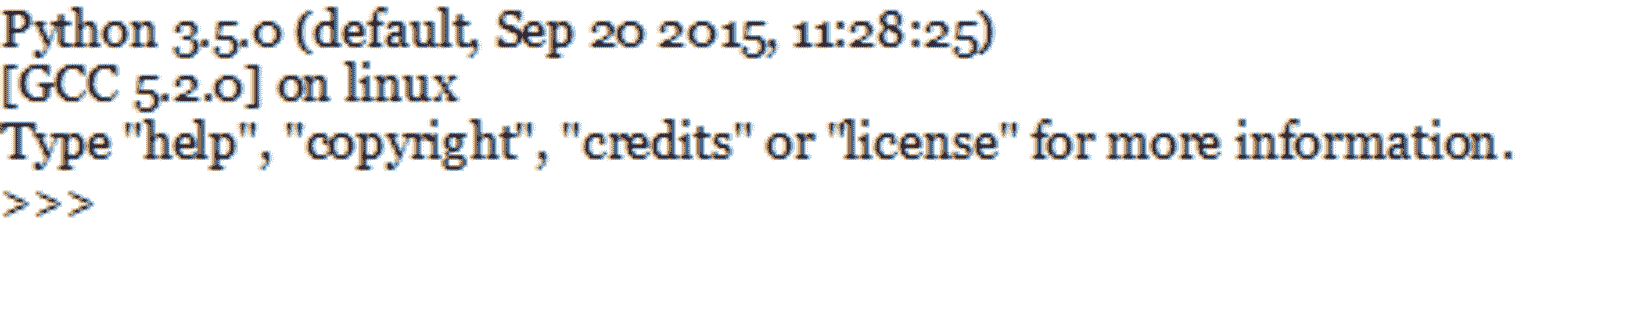 Python 3.5.0 (default, Sep 20 2015, 11:28:25)
[GCC 5.2.0] on linux
Type "help", "copyright", "credits" or "license" for more information.
>>>